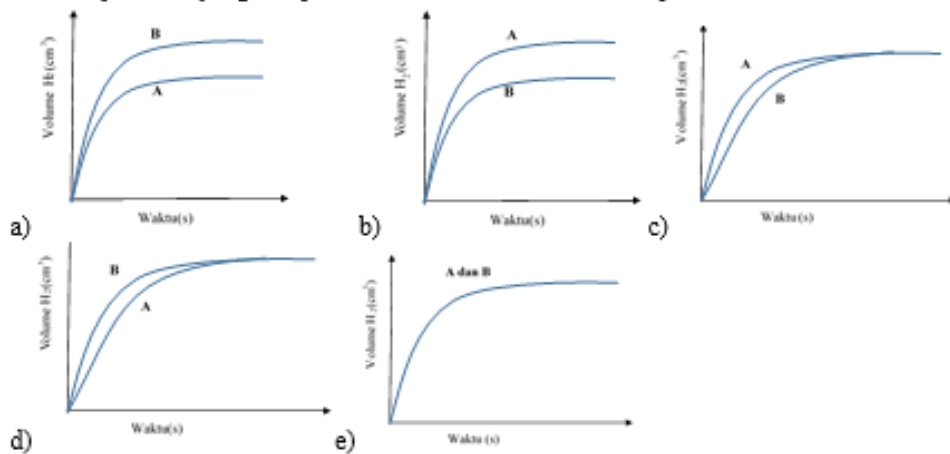 B
A
Volume H₂(cm³)
Waktu(s)
a)
A
B
Volume H₂(cm³)
Waktu(s)
b)
A
B
Volume H₂(cm³)
Waktu (s)
c)
B
A
Volume H₂(cm³)
Waktu(s)
d)
A dan B
Volume H₂(cm³)
Waktu (s)
e)